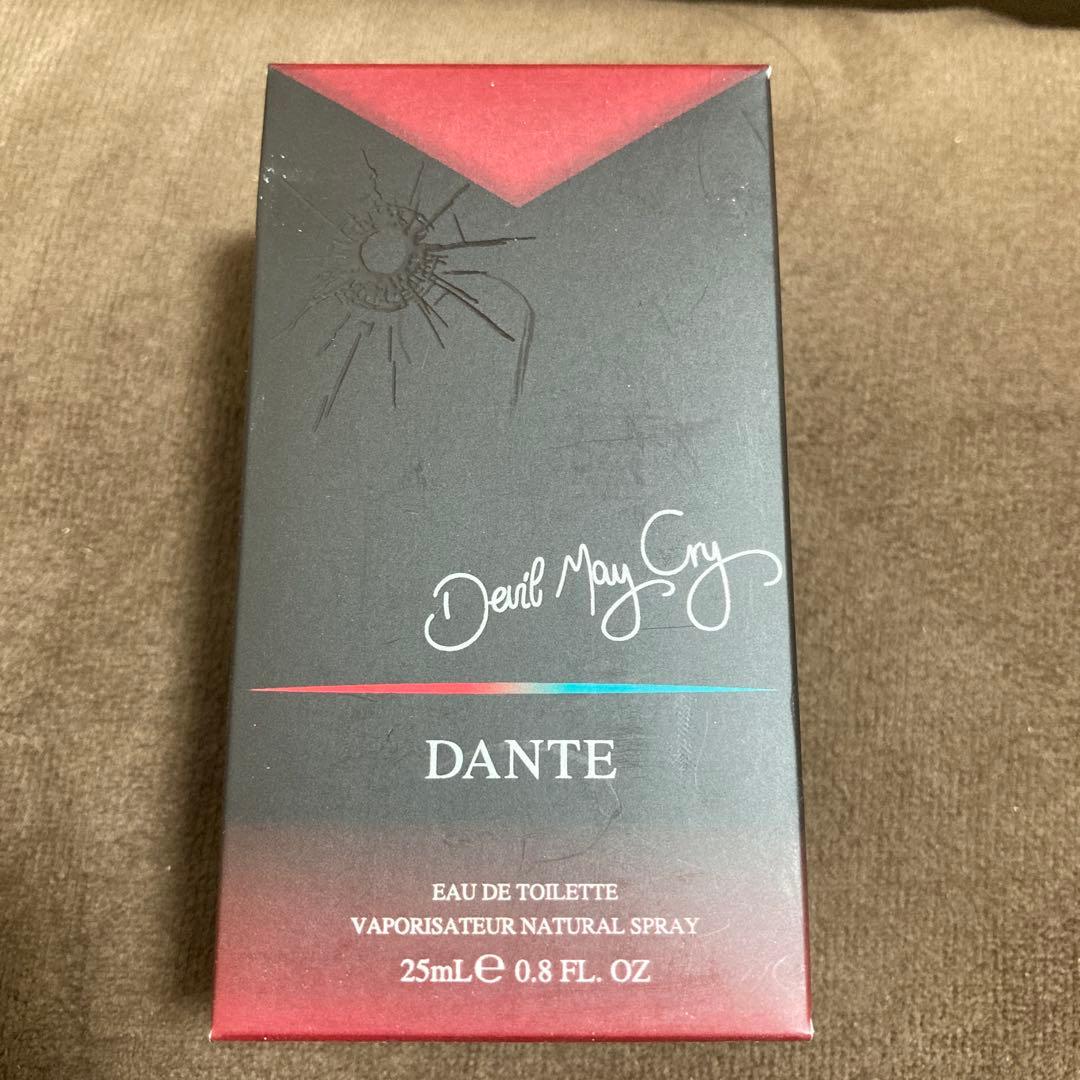 Devil May Cry
DANTE
EAU DE TOILETTE
VAPORISATEUR NATURAL SPRAY
25mL℮ 0.8 FL. OZ